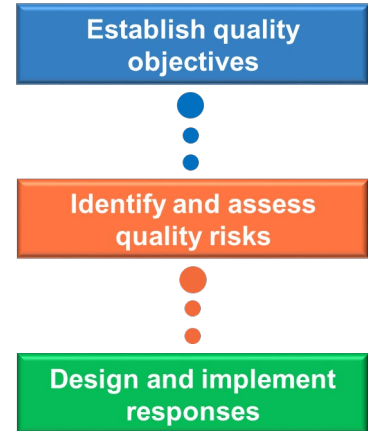 Establish quality
objectives
Identify and assess
quality risks
Design and implement
responses